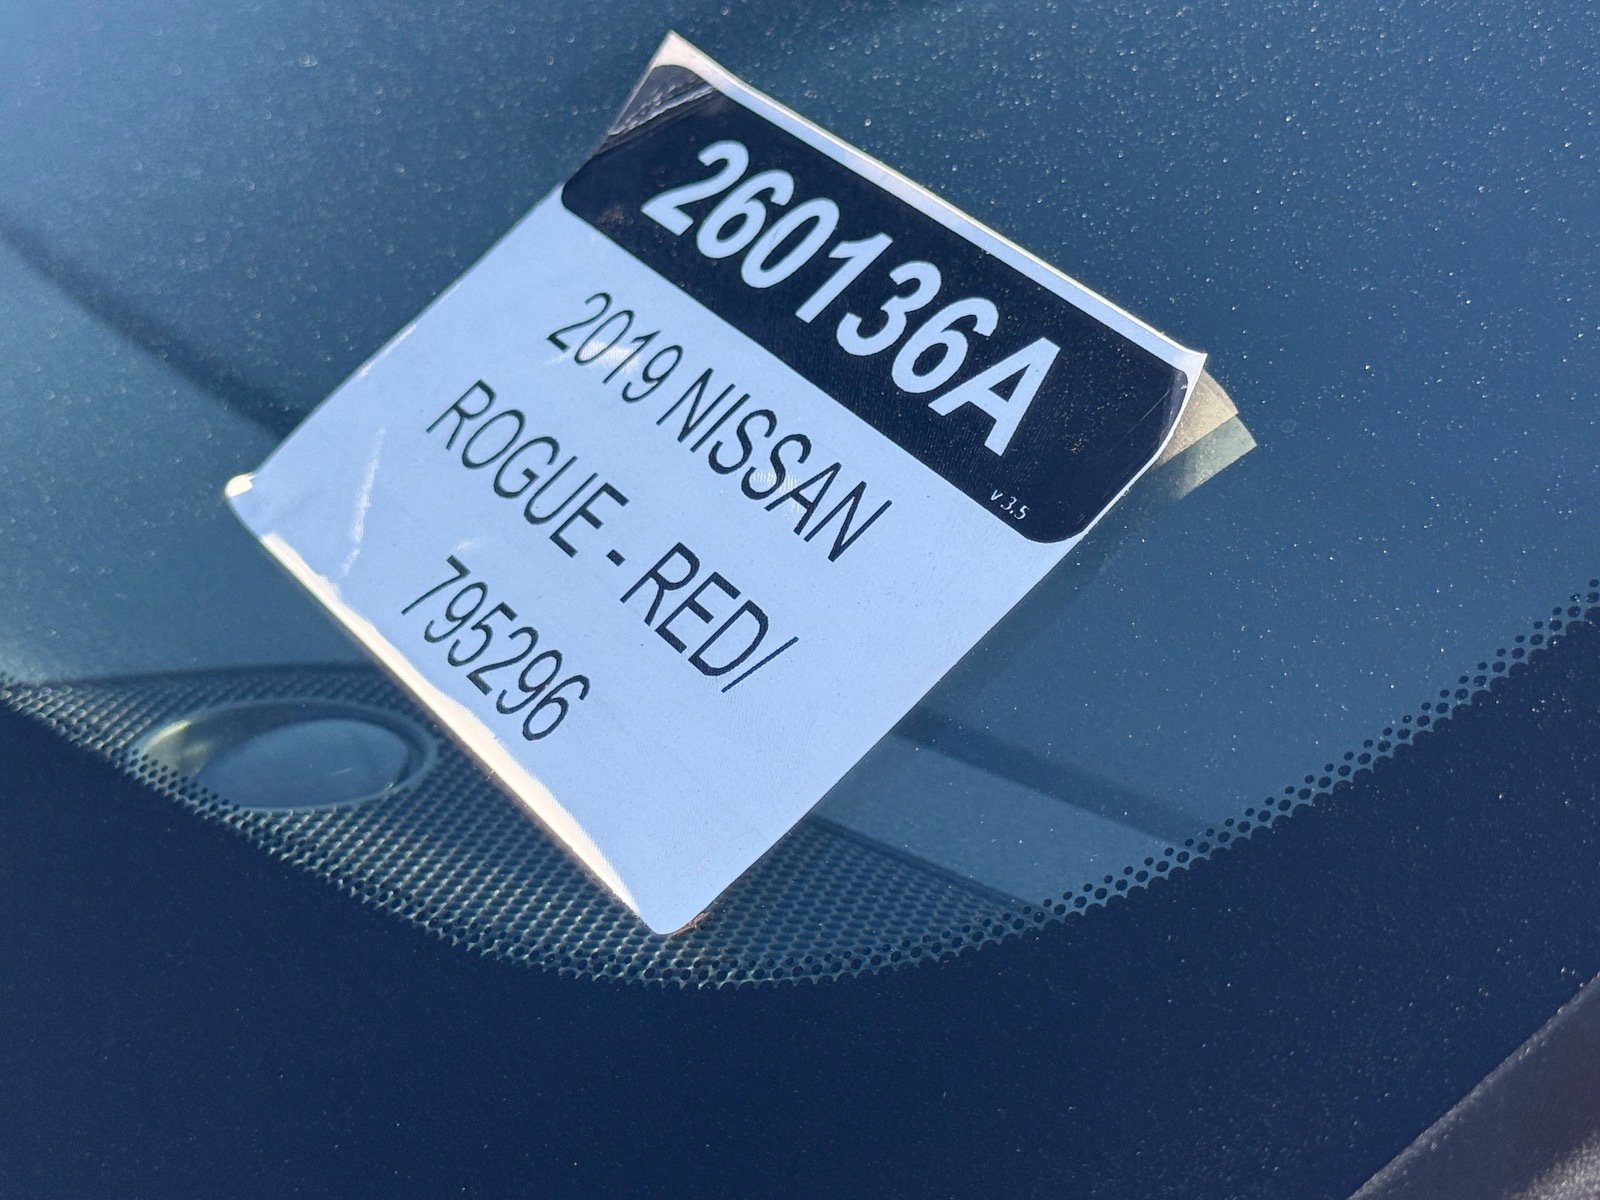 260136A
v 3.5
2019 NISSAN
ROGUE - RED/
795296